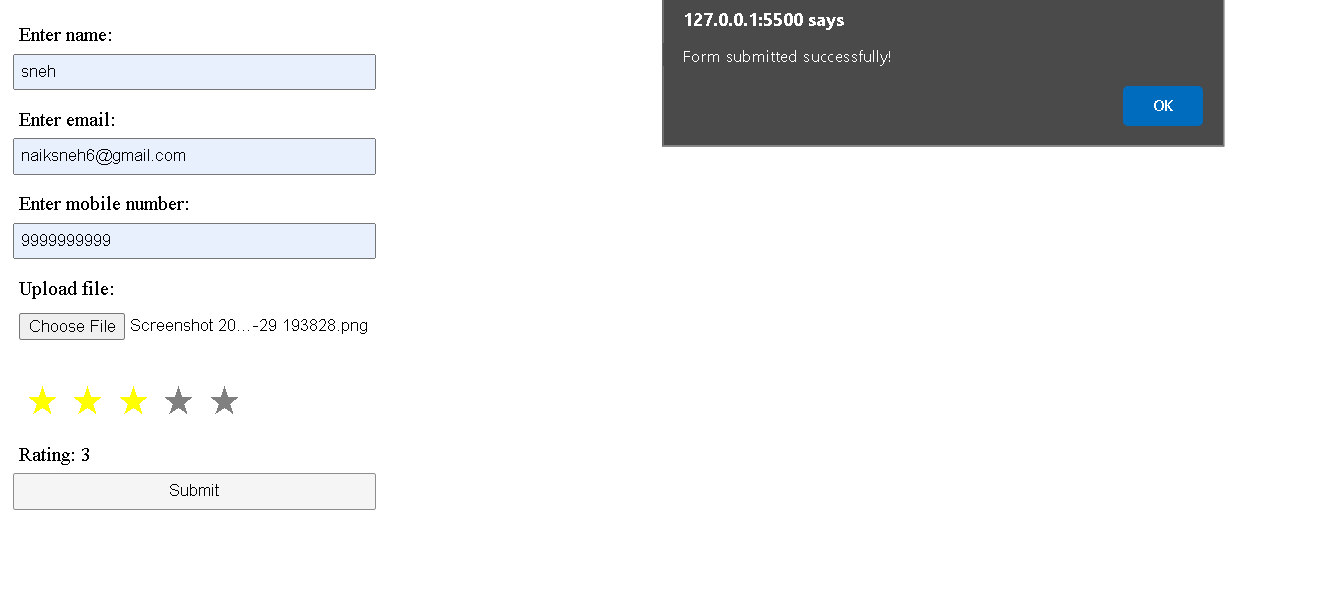 Enter name:
sneh
Enter email:
naiksneh6@gmail.com
Enter mobile number:
9999999999
Upload file:
Choose File Screenshot 20...-29 193828.png
Rating: 3
Submit
127.0.0.1:5500 says
Form submitted successfully!
OK